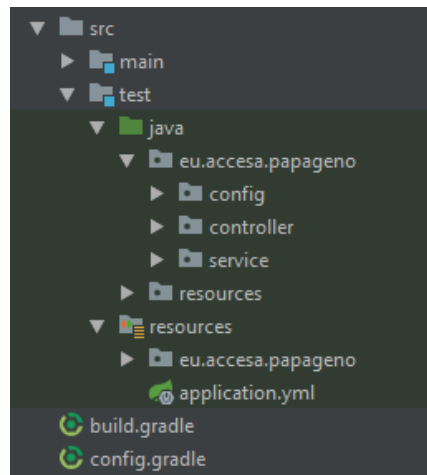 src
main
test
java
eu.accesa.papageno
config
controller
service
resources
resources
eu.accesa.papageno
application.yml
build.gradle
config.gradle